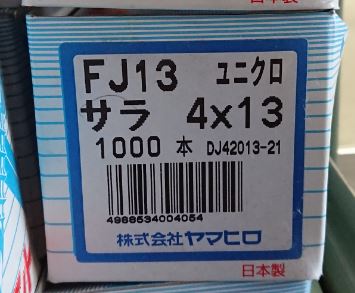 日本製
FJ13 ユニクロ
サラ 4×13
1000 本 DJ42013-21
4988534004054
株式会社ヤマヒロ
日本製